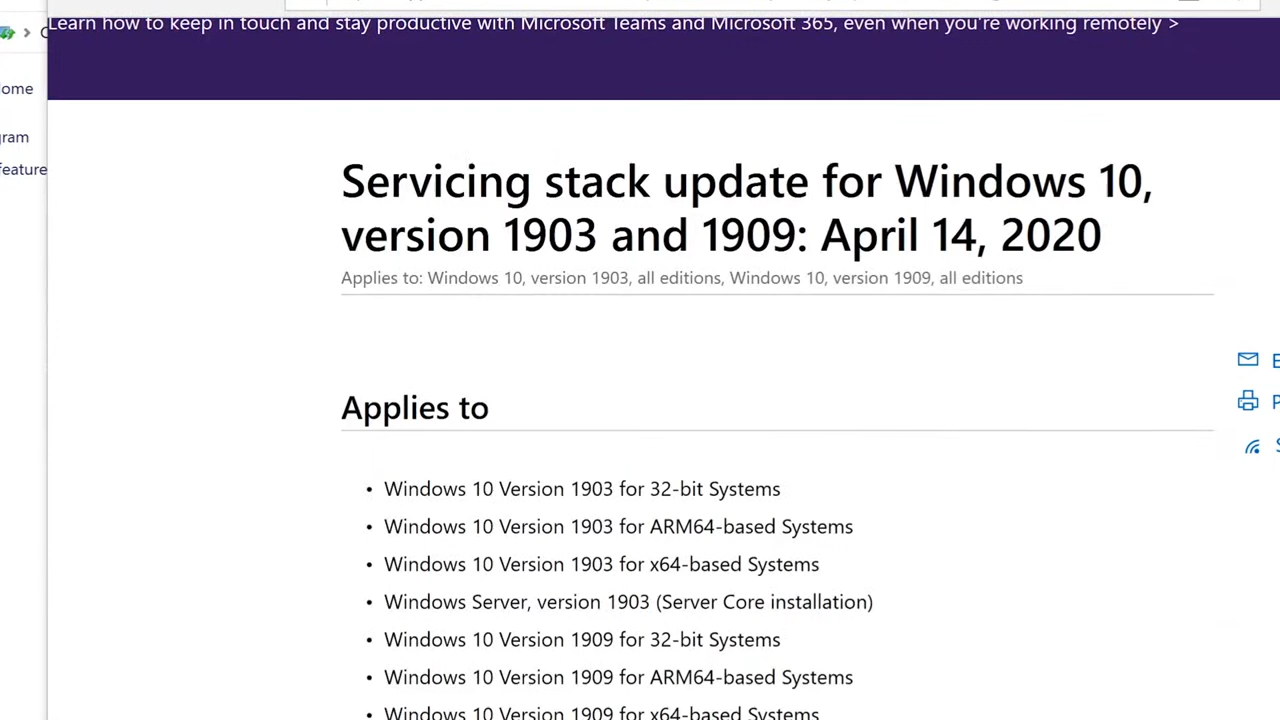 Learn how to keep in touch and stay productive with Microsoft Teams and Microsoft 365, even when you're working remotely >
ome
gram
feature
Servicing stack update for Windows 10,
version 1903 and 1909: April 14, 2020
Applies to: Windows 10, version 1903, all editions, Windows 10, version 1909, all editions
Applies to
• Windows 10 Version 1903 for 32-bit Systems
• Windows 10 Version 1903 for ARM64-based Systems
• Windows 10 Version 1903 for x64-based Systems
• Windows Server, version 1903 (Server Core installation)
• Windows 10 Version 1909 for 32-bit Systems
• Windows 10 Version 1909 for ARM64-based Systems
• Windows 10 Version 1909 for x64-based Systems